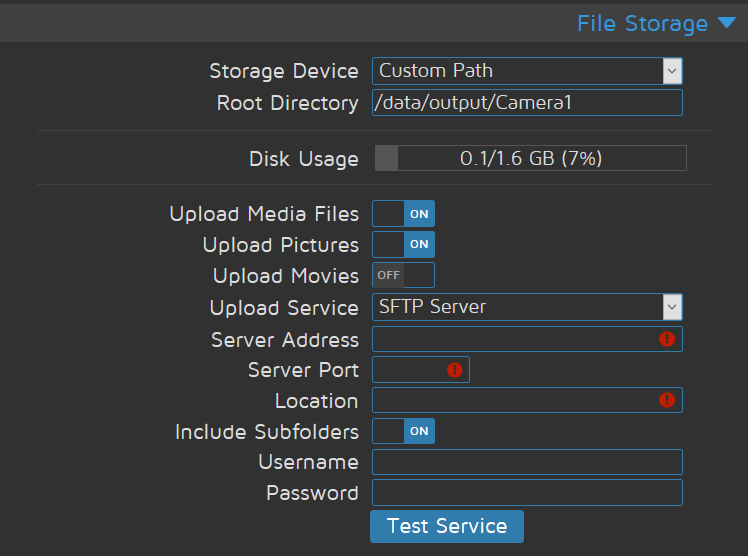 File Storage
Storage Device Custom Path
Root Directory /data/output/Camera1
Disk Usage 0.1/1.6 GB (7%)
Upload Media Files ON
Upload Pictures ON
Upload Movies OFF
Upload Service SFTP Server
Server Address
Server Port
Location
Include Subfolders ON
Username
Password
Test Service